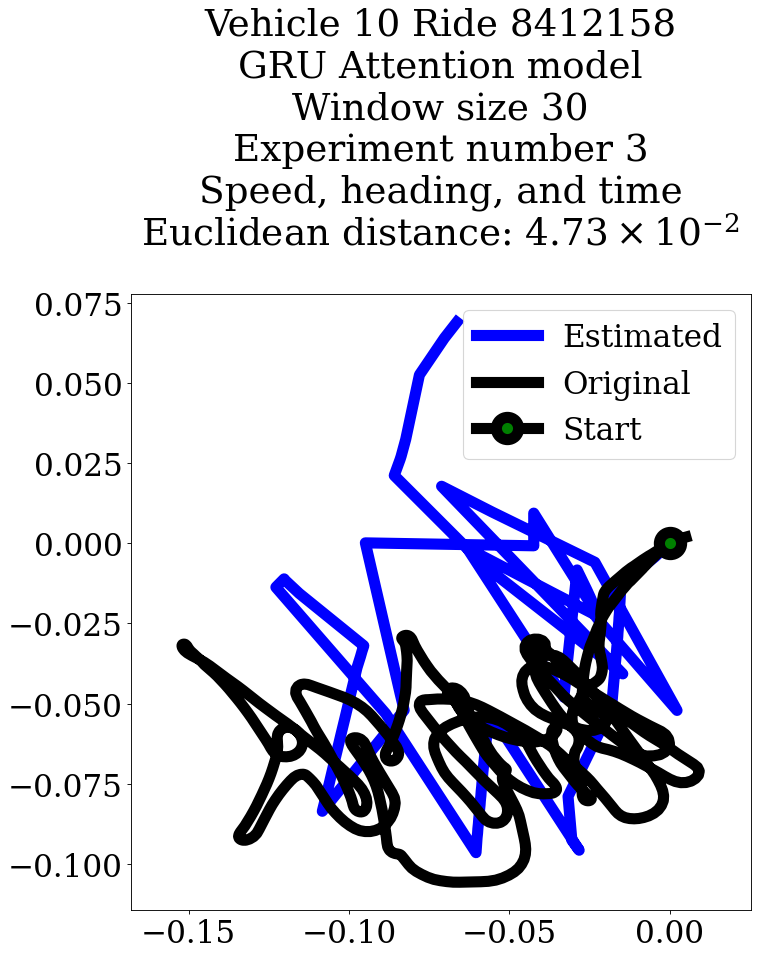 Vehicle 10 Ride 8412158
GRU Attention model
Window size 30
Experiment number 3
Speed, heading, and time
Euclidean distance: 4.73 × 10⁻²
0.075
0.050
0.025
0.000
−0.025
−0.050
−0.075
−0.100
Estimated
Original
Start
−0.15
−0.10
−0.05
0.00